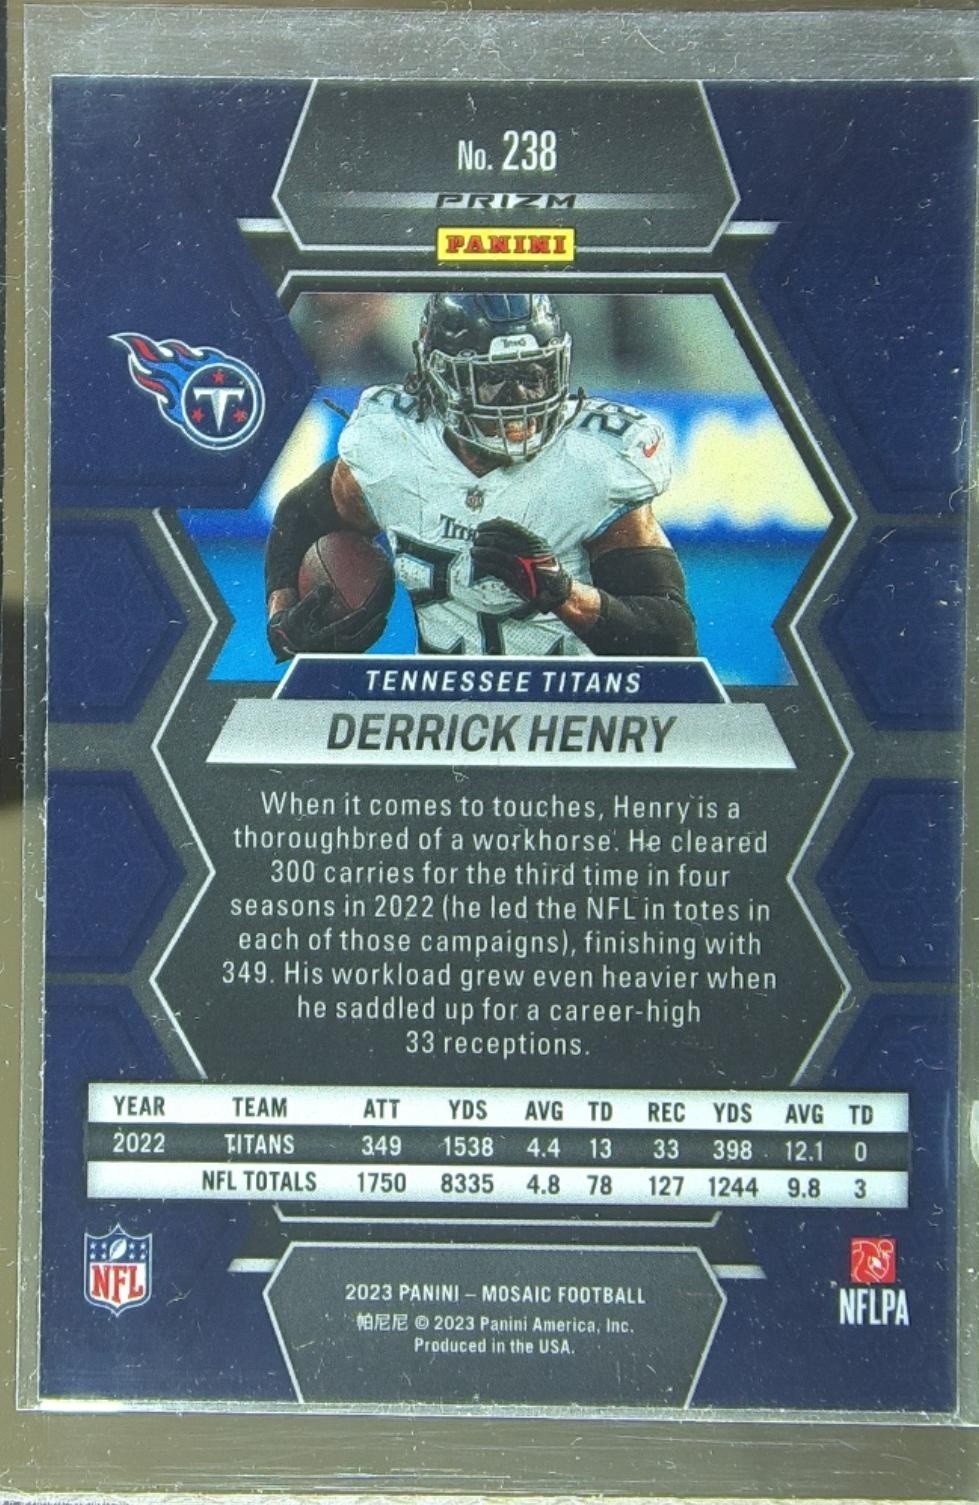 No. 238
PRIZM
PANINI
TITANS
22
22
TITANS
22
T
TENNESSEE TITANS
DERRICK HENRY
When it comes to touches, Henry is a
thoroughbred of a workhorse. He cleared
300 carries for the third time in four
seasons in 2022 (he led the NFL in totes in
each of those campaigns), finishing with
349. His workload grew even heavier when
he saddled up for a career-high
33 receptions.
YEAR TEAM ATT YDS AVG TD REC YDS AVG TD
2022 TITANS 349 1538 4.4 13 33 398 12.1 0
NFL TOTALS 1750 8335 4.8 78 127 1244 9.8 3
NFL
2023 PANINI – MOSAIC FOOTBALL
帕尼尼 © 2023 Panini America, Inc.
Produced in the USA.
NFLPA